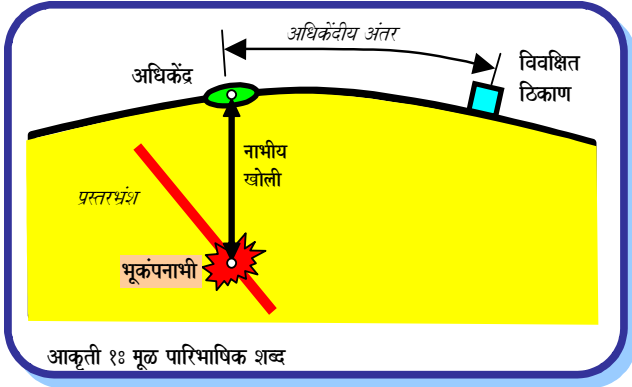 अधिकेंद्रीय अंतर
अधिकेंद्र
विवक्षित
ठिकाण
नाभीय
खोली
प्रस्तरभ्रंश
भूकंपनाभी
आकृती १ः मूळ पारिभाषिक शब्द